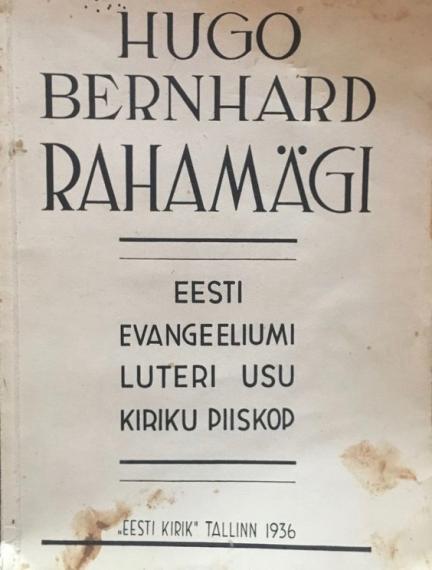 HUGO
BERNHARD
RAHAMÄGI
EESTI
EVANGEELIUMI
LUTERI USU
KIRIKU PIISKOP
„EESTI KIRIK" TALLINN 1936